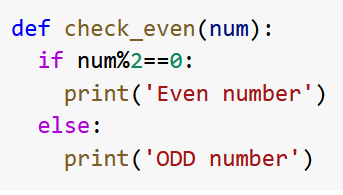 def check_even(num):
  if num%2==0:
    print('Even number')
  else:
    print('ODD number')